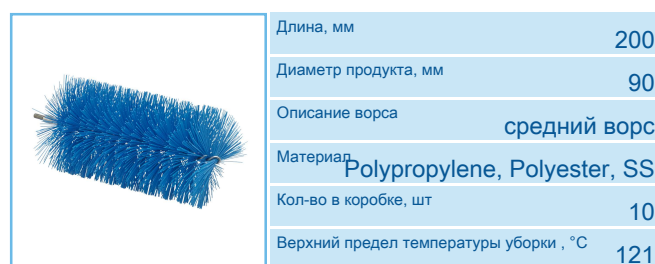 Длина, мм
200
Диаметр продукта, мм
90
Описание ворса
средний ворс
Материал
Polypropylene, Polyester, SS
Кол-во в коробке, шт
10
Верхний предел температуры уборки , °C
121